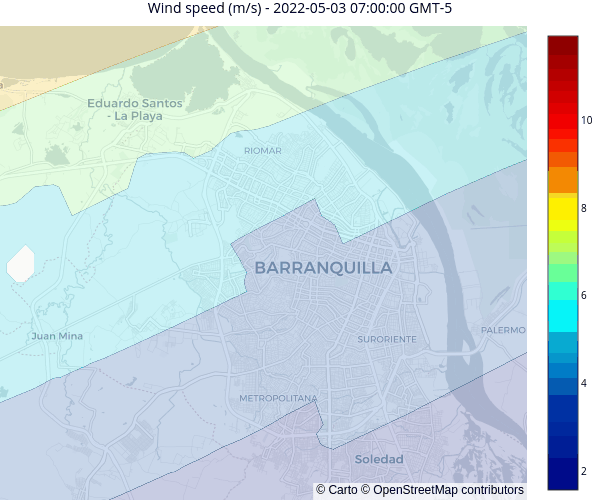 Wind speed (m/s) - 2022-05-03 07:00:00 GMT-5
Eduardo Santos
- La Playa
RIOMAR
BARRANQUILLA
Juan Mina
SURORIENTE
PALERMO
METROPOLITANA
Soledad
10
8
6
4
2
© Carto © OpenStreetMap contributors